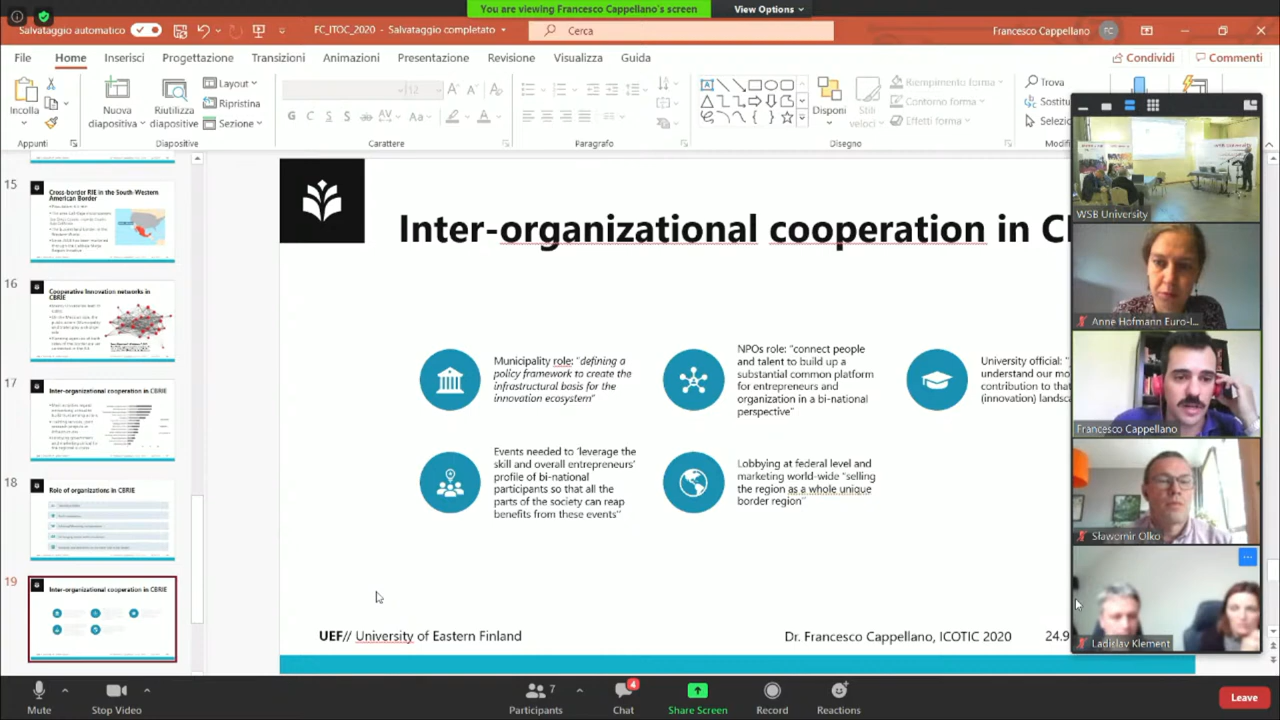 You are viewing Francesco Cappellano's screen
View Options
Salvataggio automatico
FC_ITOC_2020 - Salvataggio completato
Cerca
Francesco Cappellano
FC
File
Home
Inserisci
Progettazione
Transizioni
Animazioni
Presentazione
Revisione
Visualizza
Guida
Condividi
Commenti
Incolla
Nuova
diapositiva
Riutilizza
diapositive
Layout
Ripristina
Sezione
Disponi
Stili
veloci
Riempimento forma
Contorno forma
Effetti forma
Trova
Sostitu
Selezio
Appunti
Diapositive
Carattere
Paragrafo
Disegno
Modifi
15
Cross-border RIE in the South-Western
American Border
16
Cooperative Innovation networks in
CBRIE
17
Inter-organizational cooperation in CBRIE
18
Role of organizations in CBRIE
19
Inter-organizational cooperation in CBRIE
Inter-organizational cooperation in CB
Municipality role: "defining a
policy framework to create the
infrastructural basis for the
innovation ecosystem"
NPOs role: "connect people
and talent to build up a
substantial common platform
for entrepreneurs and
organization in a bi-national
perspective"
University official: "
understand our mo
contribution to that
(innovation) landsca
Events needed to 'leverage the
skill and overall entrepreneurs'
profile of bi-national
participants so that all the
parts of the society can reap
benefits from these events"
Lobbying at federal level and
marketing world-wide "selling
the region as a whole unique
border region"
UEF// University of Eastern Finland
Dr. Francesco Cappellano, ICOTIC 2020
24.9
WSB University
Anne Hofmann Euro-I...
Francesco Cappellano
Sławomir Olko
Ladislav Klement
Mute
Stop Video
Participants
7
Chat
4
Share Screen
Record
Reactions
Leave